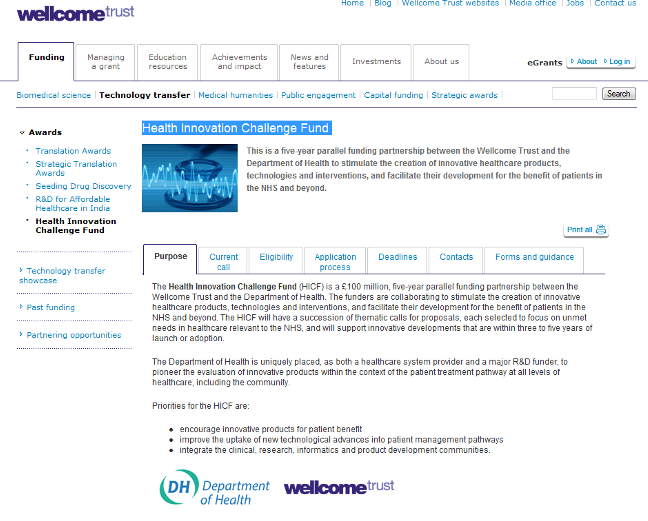 wellcometrust
Home | Blog | Wellcome Trust websites | Media office | Jobs | Contact us
Funding
Managing
a grant
Education
resources
Achievements
and impact
News and
features
Investments
About us
eGrants About Log in
Biomedical science | Technology transfer | Medical humanities | Public engagement | Capital funding | Strategic awards |
Search
Awards
Translation Awards
Strategic Translation
Awards
Seeding Drug Discovery
R&D for Affordable
Healthcare in India
Health Innovation
Challenge Fund
Technology transfer
showcase
Past funding
Partnering opportunities
Health Innovation Challenge Fund
This is a five-year parallel funding partnership between the Wellcome Trust and the
Department of Health to stimulate the creation of innovative healthcare products,
technologies and interventions, and facilitate their development for the benefit of patients in
the NHS and beyond.
Print all
Purpose
Current
call
Eligibility
Application
process
Deadlines
Contacts
Forms and guidance
The Health Innovation Challenge Fund (HICF) is a £100 million, five-year parallel funding partnership between the
Wellcome Trust and the Department of Health. The funders are collaborating to stimulate the creation of innovative
healthcare products, technologies and interventions, and facilitate their development for the benefit of patients in the
NHS and beyond. The HICF will have a succession of thematic calls for proposals, each selected to focus on unmet
needs in healthcare relevant to the NHS, and will support innovative developments that are within three to five years of
launch or adoption.
The Department of Health is uniquely placed, as both a healthcare system provider and a major R&D funder, to
pioneer the evaluation of innovative products within the context of the patient treatment pathway at all levels of
healthcare, including the community.
Priorities for the HICF are:
• encourage innovative products for patient benefit
• improve the uptake of new technological advances into patient management pathways
• integrate the clinical, research, informatics and product development communities.
DH Department
of Health
wellcometrust